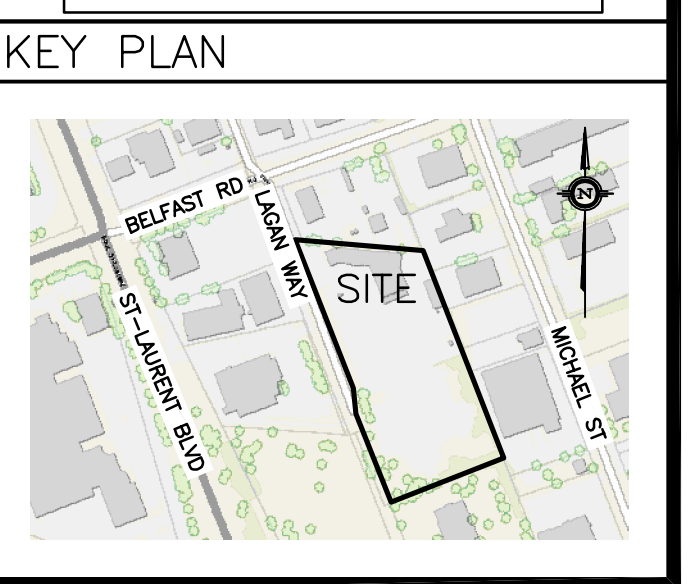 KEY PLAN
BELFAST RD
LAGAN WAY
N
SITE
ST-LAURENT BLVD
MICHAEL ST